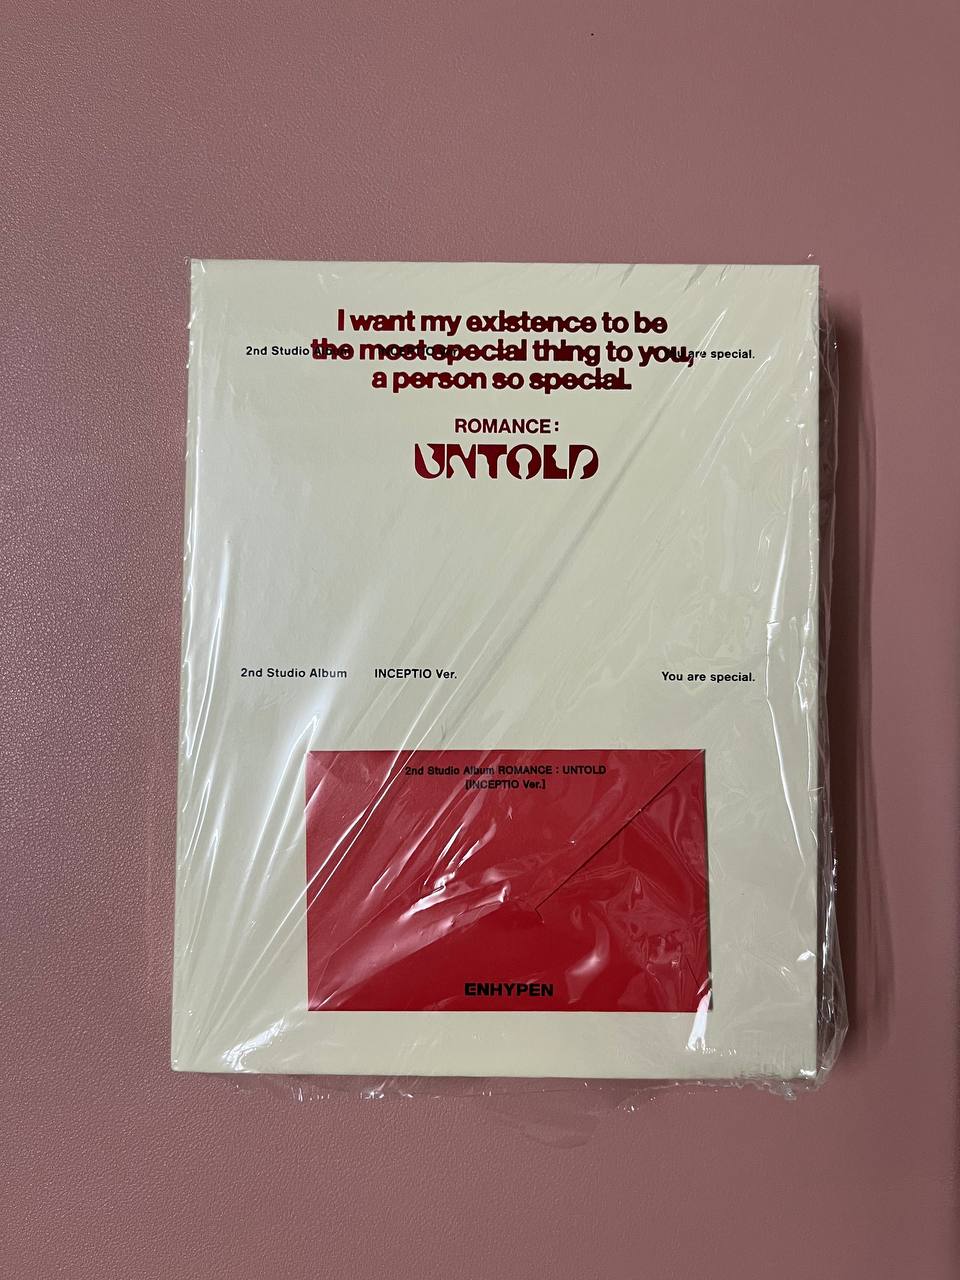 I want my existence to be
the most special thing to you,
a person so special.
2nd Studio Album INCEPTIO Ver. You are special.
ROMANCE :
UNTOLD
2nd Studio Album INCEPTIO Ver. You are special.
2nd Studio Album ROMANCE : UNTOLD
[INCEPTIO Ver.]
ENHYPEN